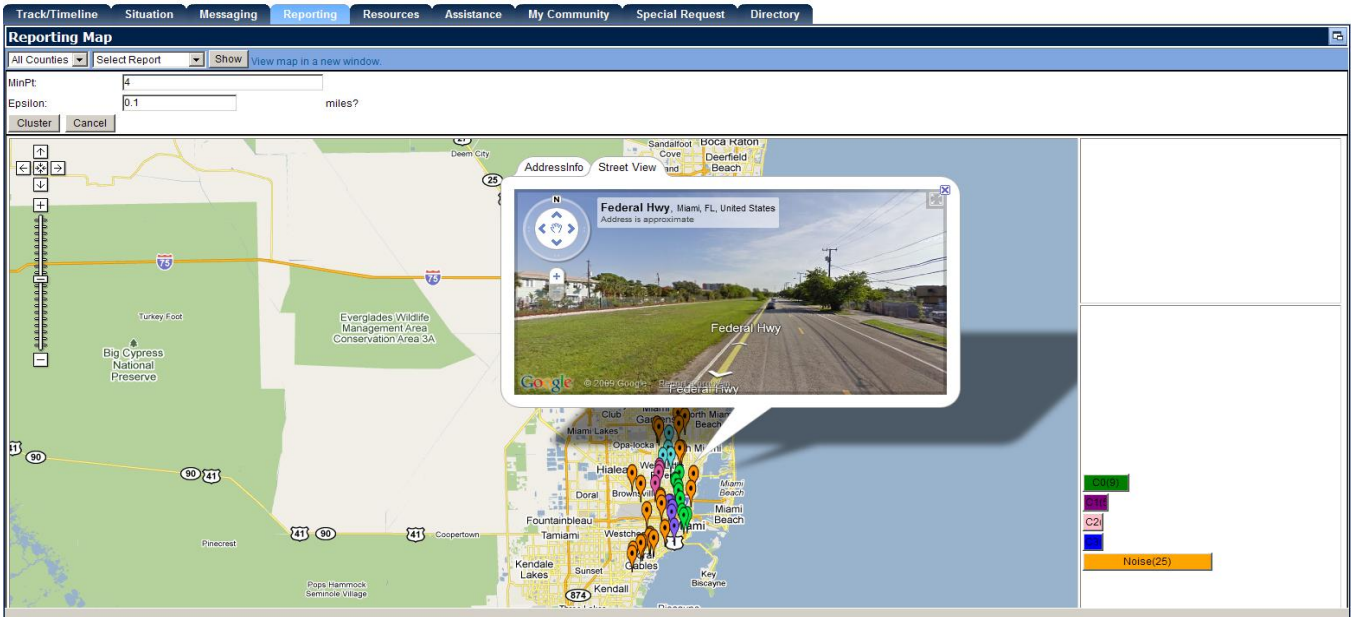 Track/Timeline Situation Messaging Reporting Resources Assistance My Community Special Request Directory
Reporting Map
All Counties Select Report Show View map in a new window.
MinPt: 4
Epsilon: 0.1 miles?
Cluster Cancel
Deem City
Sandalfoot Cove
Boca Raton
Deerfield Beach
25
AddressInfo Street View
N
Federal Hwy, Miami, FL, United States
Address is approximate
Federal Hwy
Google © 2009 Google
Federal Hwy
75
75
Turkey Foot
Everglades Wildlife
Management Area
Conservation Area 3A
Big Cypress
National
Preserve
Club
North Miami
Beach
Miami Lakes
Opa-locka
41 90
90 41
Doral
Miami
Beach
Miami
Beach
Fountainbleau
Tamiami
41 90
41
Coopertown
1
Pinecrest
Kendale
Lakes
Sunset
Key
Biscayne
Pops Hammock
Seminole Village
874 Kendall
C0(9)
C2(
Noise(25)